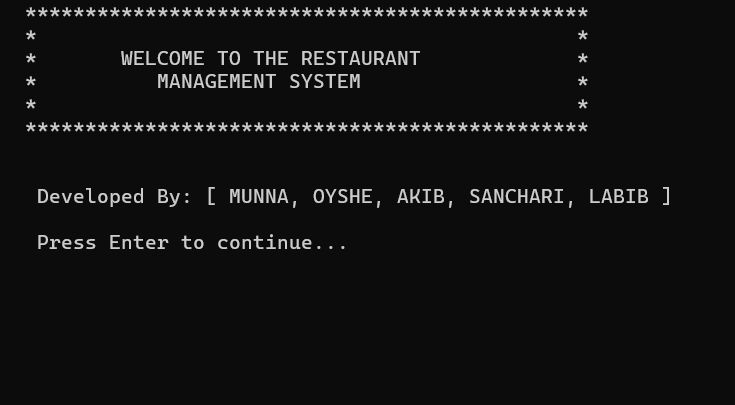 ***********************************************
*                                             *
*       WELCOME TO THE RESTAURANT             *
*          MANAGEMENT SYSTEM                  *
*                                             *
***********************************************
Developed By: [ MUNNA, OYSHE, AKIB, SANCHARI, LABIB ]
Press Enter to continue...